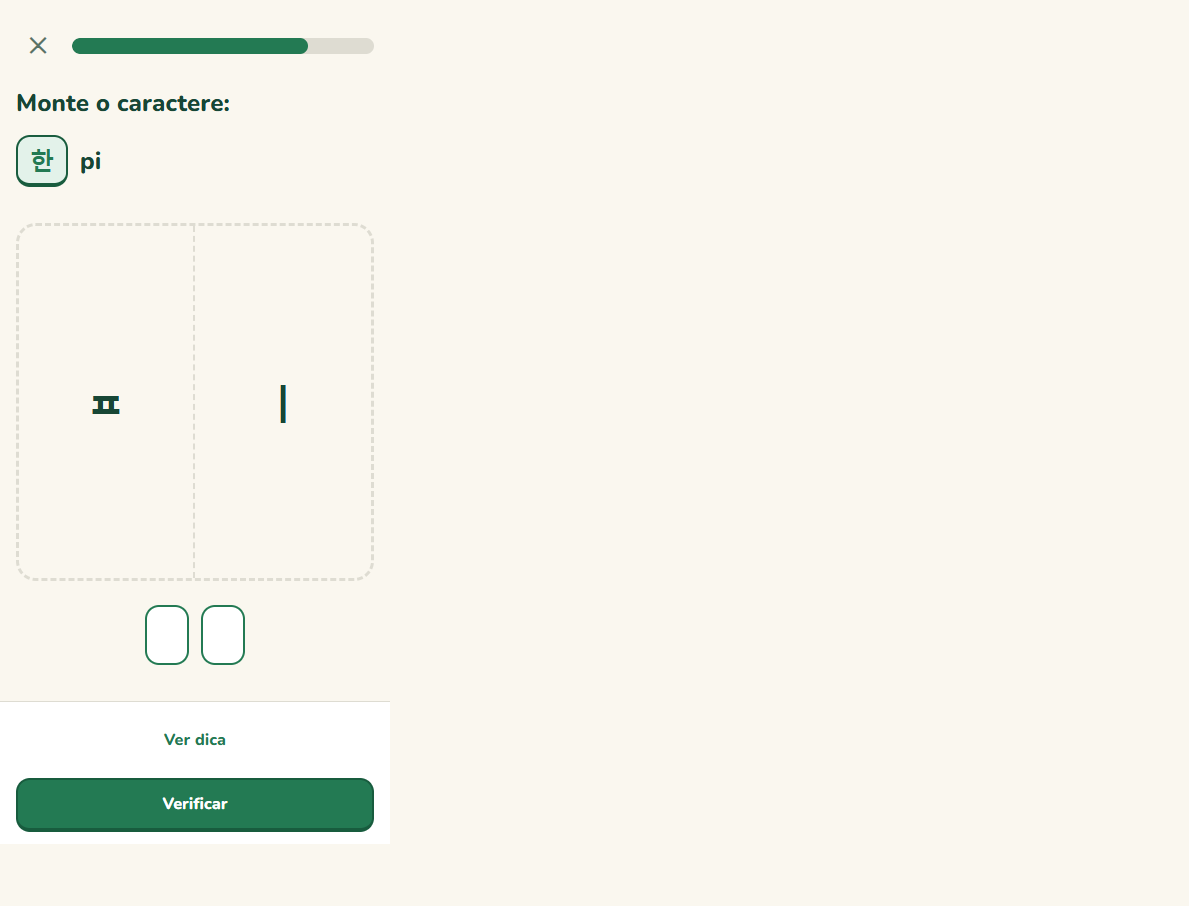 Monte o caractere:
한 pi
ㅍ ㅣ
Ver dica
Verificar